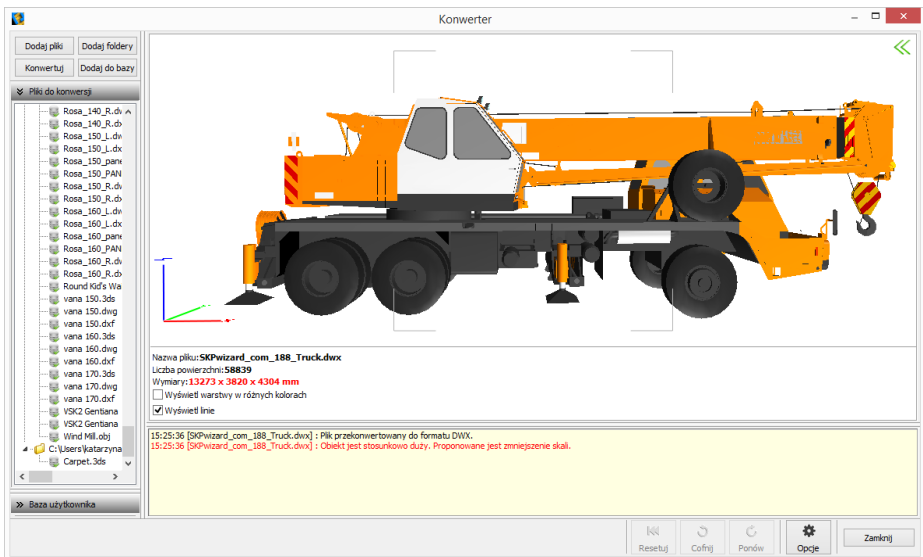 Konwerter
Dodaj pliki
Dodaj foldery
Konwertuj
Dodaj do bazy
Pliki do konwersji
Rosa_140_R.dw
Rosa_140_R.dx
Rosa_150_L.dw
Rosa_150_L.dx
Rosa_150_pane
Rosa_150_PAN
Rosa_150_R.dw
Rosa_150_R.dx
Rosa_160_L.dw
Rosa_160_L.dx
Rosa_160_pane
Rosa_160_PAN
Rosa_160_R.dw
Rosa_160_R.dx
Round Kid's Wa
vana 150.3ds
vana 150.dwg
vana 150.dxf
vana 160.3ds
vana 160.dwg
vana 160.dxf
vana 170.3ds
vana 170.dwg
vana 170.dxf
VSK2 Gentiana
VSK2 Gentiana
Wind Mill.obj
C:\Users\katarzyna
Carpet.3ds
Baza użytkownika
Nazwa pliku:SKPwizard_com_188_Truck.dwx
Liczba powierzchni:58839
Wymiary:13273 x 3820 x 4304 mm
Wyświetl warstwy w różnych kolorach
Wyświetl linie
15:25:36 [SKPwizard_com_188_Truck.dwx] : Plik przekonwertowany do formatu DWX.
15:25:36 [SKPwizard_com_188_Truck.dwx] : Obiekt jest stosunkowo duży. Proponowane jest zmniejszenie skali.
Resetuj
Cofnij
Ponów
Opcje
Zamknij